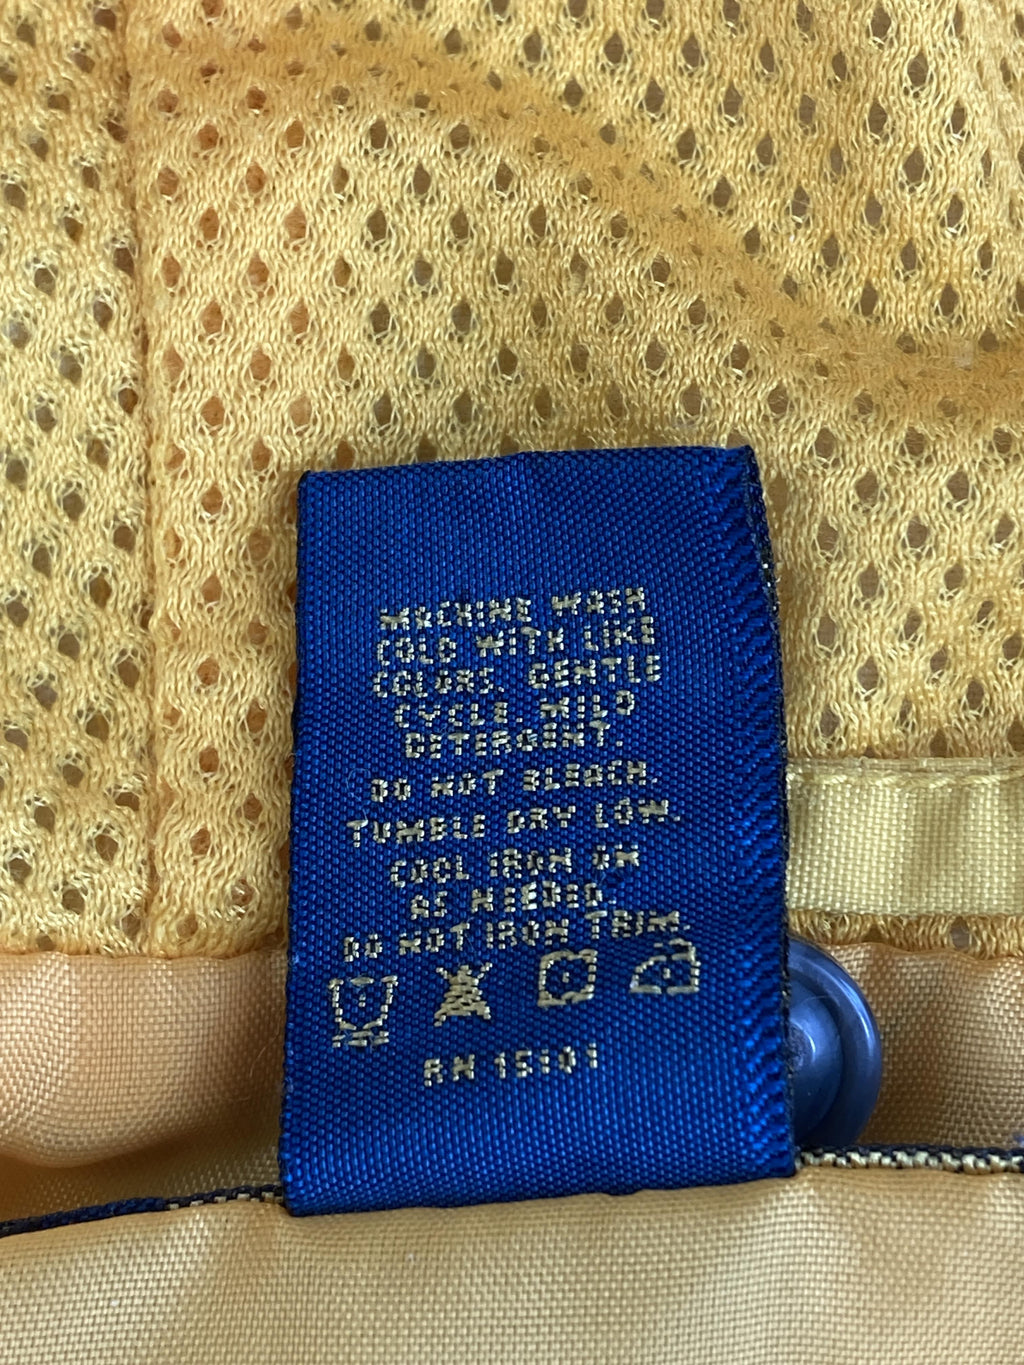 MACHINE WASH
COLD WITH LIKE
COLORS. GENTLE
CYCLE. MILD
DETERGENT.
DO NOT BLEACH.
TUMBLE DRY LOW.
COOL IRON ON
AS NEEDED.
DO NOT IRON TRIM.
RN 15101